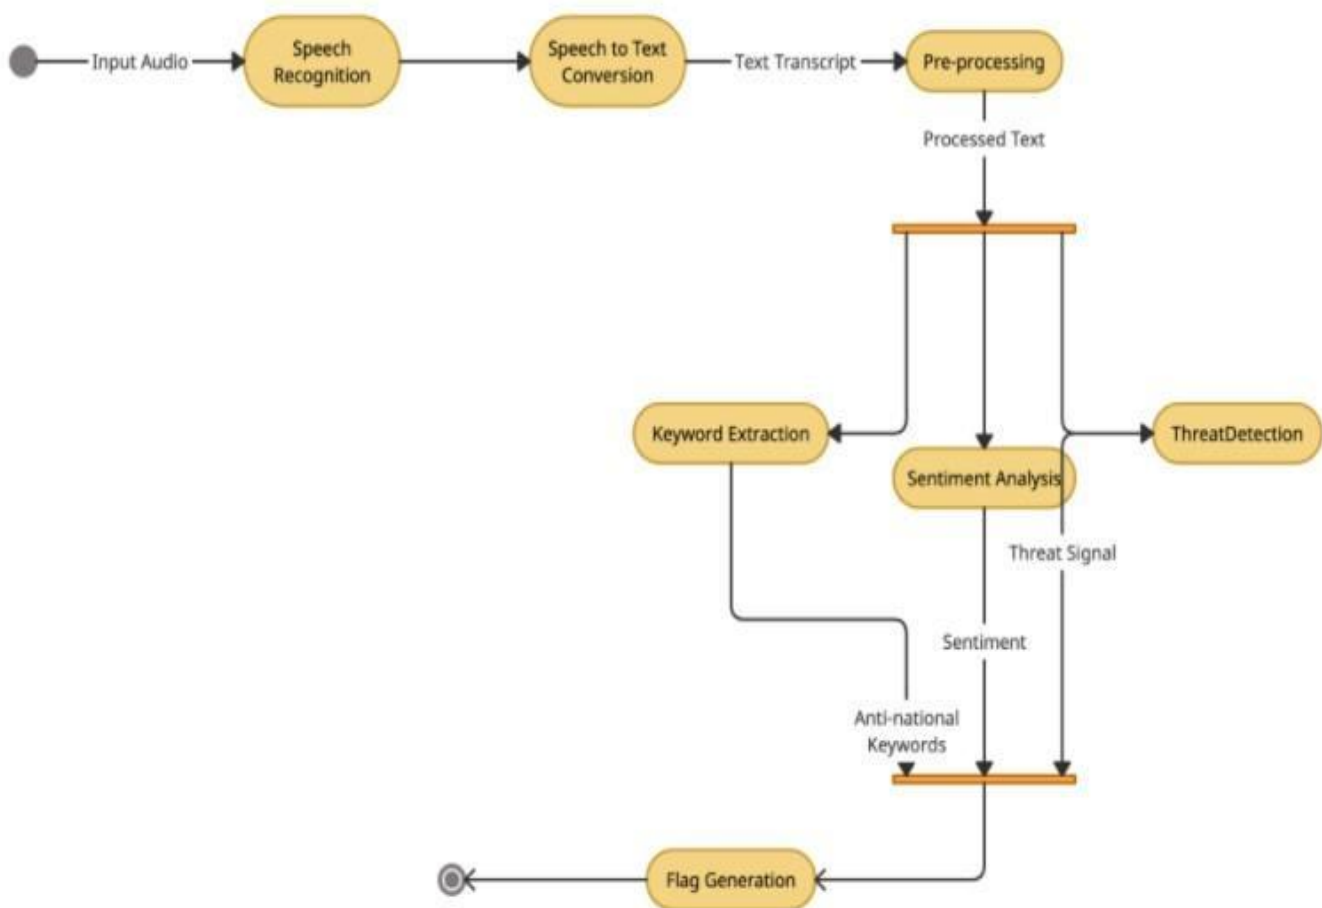 Input Audio
Speech
Recognition
Speech to Text
Conversion
Text Transcript
Pre-processing
Processed Text
Keyword Extraction
Sentiment Analysis
ThreatDetection
Threat Signal
Sentiment
Anti-national
Keywords
Flag Generation